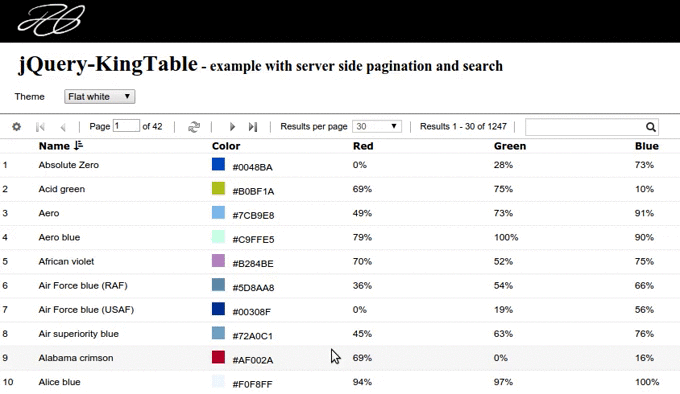 jQuery-KingTable - example with server side pagination and search
Theme Flat white
Page 1 of 42 Results per page 30 Results 1 - 30 of 1247
Name Color Red Green Blue
1 Absolute Zero #0048BA 0% 28% 73%
2 Acid green #B0BF1A 69% 75% 10%
3 Aero #7CB9E8 49% 73% 91%
4 Aero blue #C9FFE5 79% 100% 90%
5 African violet #B284BE 70% 52% 75%
6 Air Force blue (RAF) #5D8AA8 36% 54% 66%
7 Air Force blue (USAF) #00308F 0% 19% 56%
8 Air superiority blue #72A0C1 45% 63% 76%
9 Alabama crimson #AF002A 69% 0% 16%
10 Alice blue #F0F8FF 94% 97% 100%